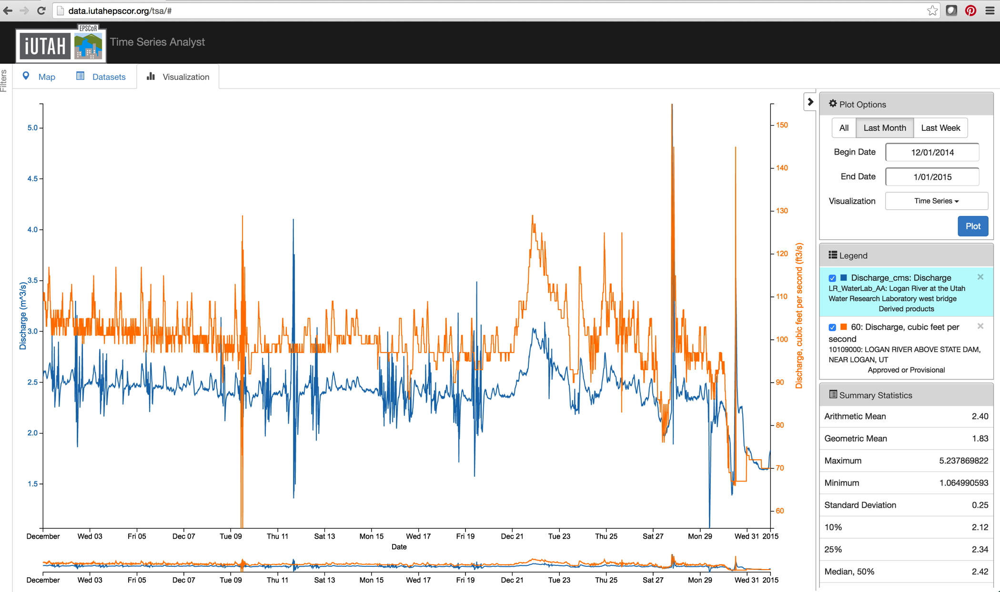 data.iutahepscor.org/tsa/#
EPSCoR
iUTAH
Time Series Analyst
Filters
Map
Datasets
Visualization
5.0
4.5
4.0
3.5
3.0
2.5
2.0
1.5
Discharge (m^3/s)
150
140
130
120
110
100
90
80
70
60
Discharge, cubic feet per second (ft3/s)
December Wed 03 Fri 05 Dec 07 Tue 09 Thu 11 Sat 13 Mon 15 Wed 17 Fri 19 Dec 21 Tue 23 Thu 25 Sat 27 Mon 29 Wed 31 2015
Date
December Wed 03 Fri 05 Dec 07 Tue 09 Thu 11 Sat 13 Mon 15 Wed 17 Fri 19 Dec 21 Tue 23 Thu 25 Sat 27 Mon 29 Wed 31 2015
Plot Options
All Last Month Last Week
Begin Date 12/01/2014
End Date 1/01/2015
Visualization Time Series
Plot
Legend
Discharge_cms: Discharge
LR_WaterLab_AA: Logan River at the Utah
Water Research Laboratory west bridge
Derived products
60: Discharge, cubic feet per
second
10109000: LOGAN RIVER ABOVE STATE DAM,
NEAR LOGAN, UT
Approved or Provisional
Summary Statistics
Arithmetic Mean 2.40
Geometric Mean 1.83
Maximum 5.237869822
Minimum 1.064990593
Standard Deviation 0.25
10% 2.12
25% 2.34
Median, 50% 2.42